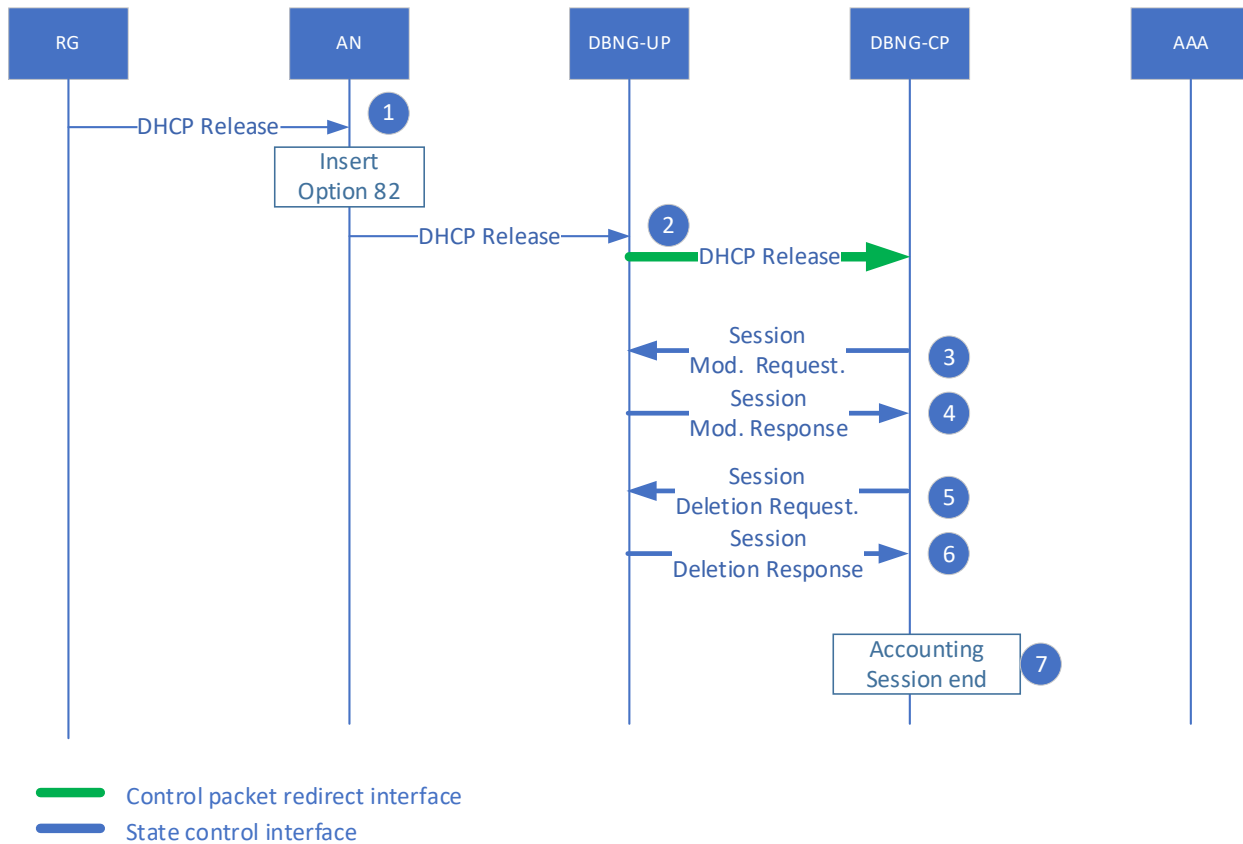 RG
AN
DBNG-UP
DBNG-CP
AAA
1
DHCP Release
Insert
Option 82
2
DHCP Release
DHCP Release
Session
Mod.  Request.
3
Session
Mod. Response
4
Session
Deletion Request.
5
Session
Deletion Response
6
Accounting
Session end
7
Control packet redirect interface
State control interface